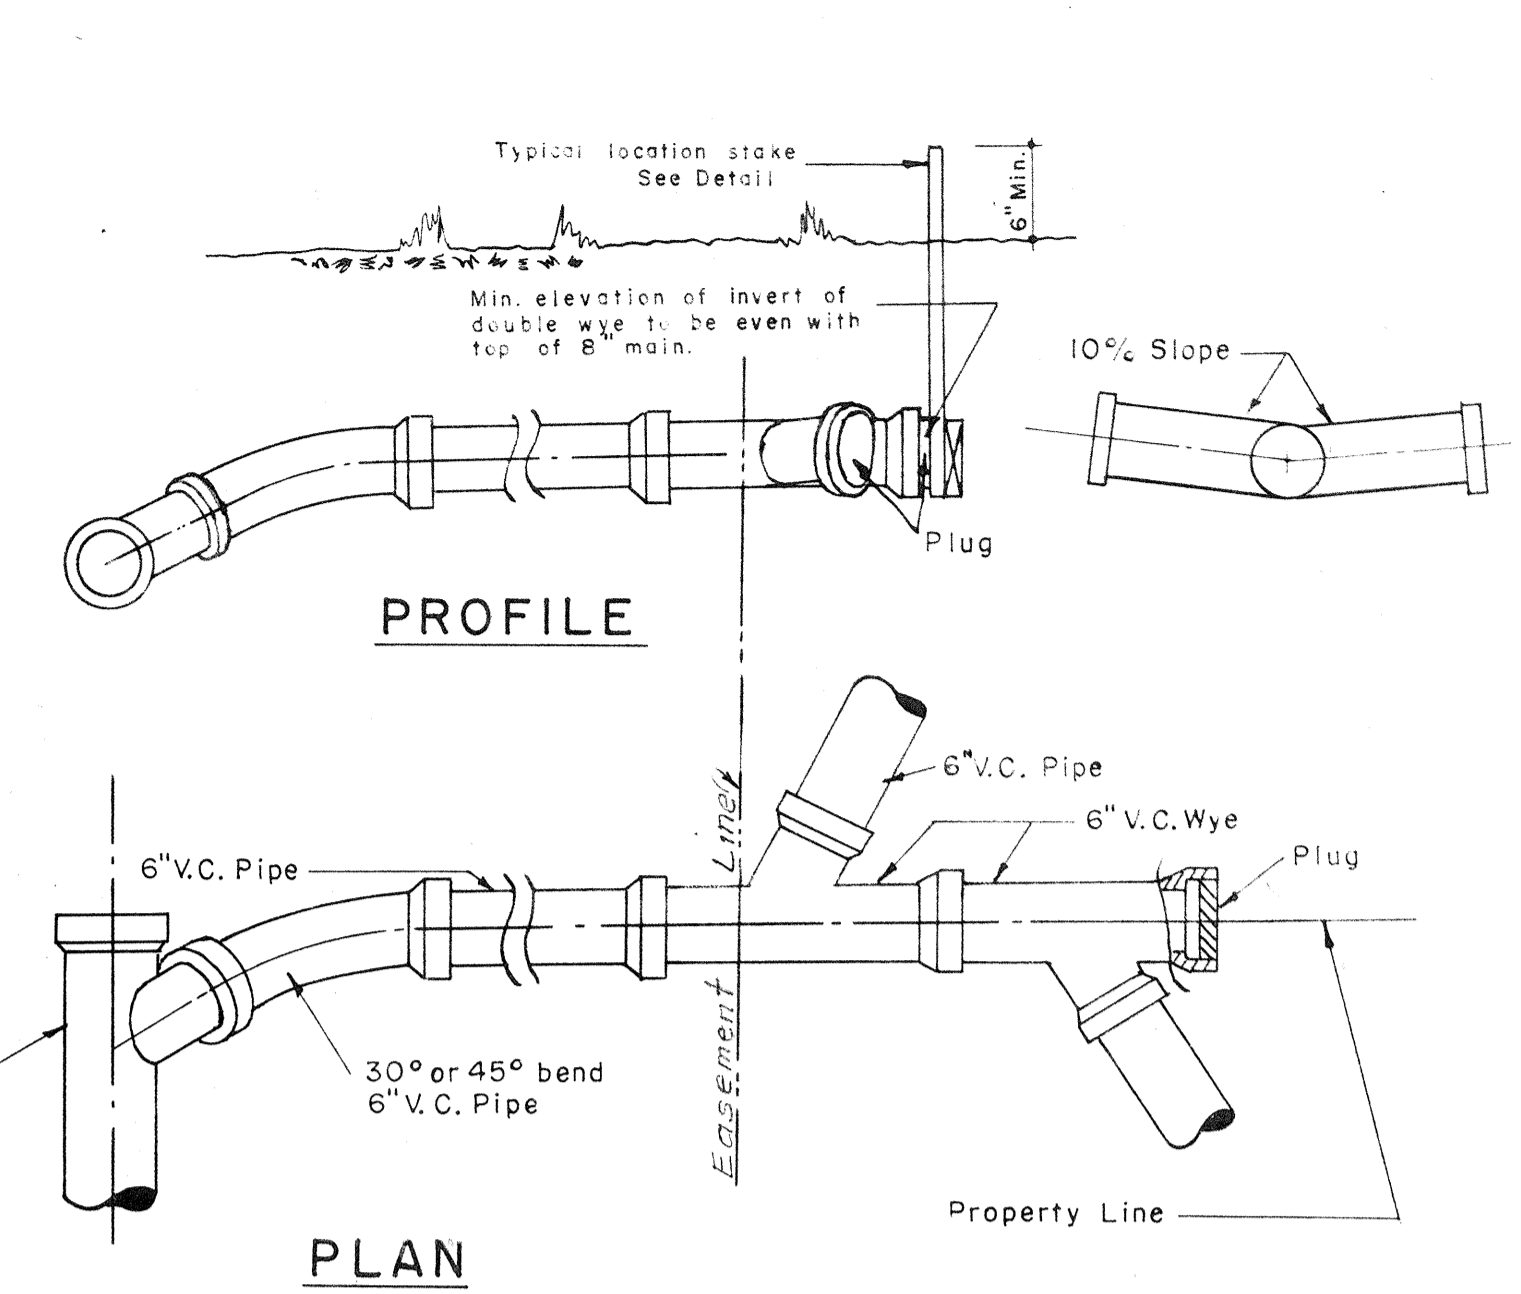 Typical location stake
See Detail
6" Min.
Min. elevation of invert of
double wye to be even with
top of 8" main.
10% Slope
Plug
PROFILE
6" V.C. Pipe
6" V.C. Wye
Plug
6" V.C. Pipe
Easement Line
30° or 45° bend
6" V.C. Pipe
Property Line
PLAN